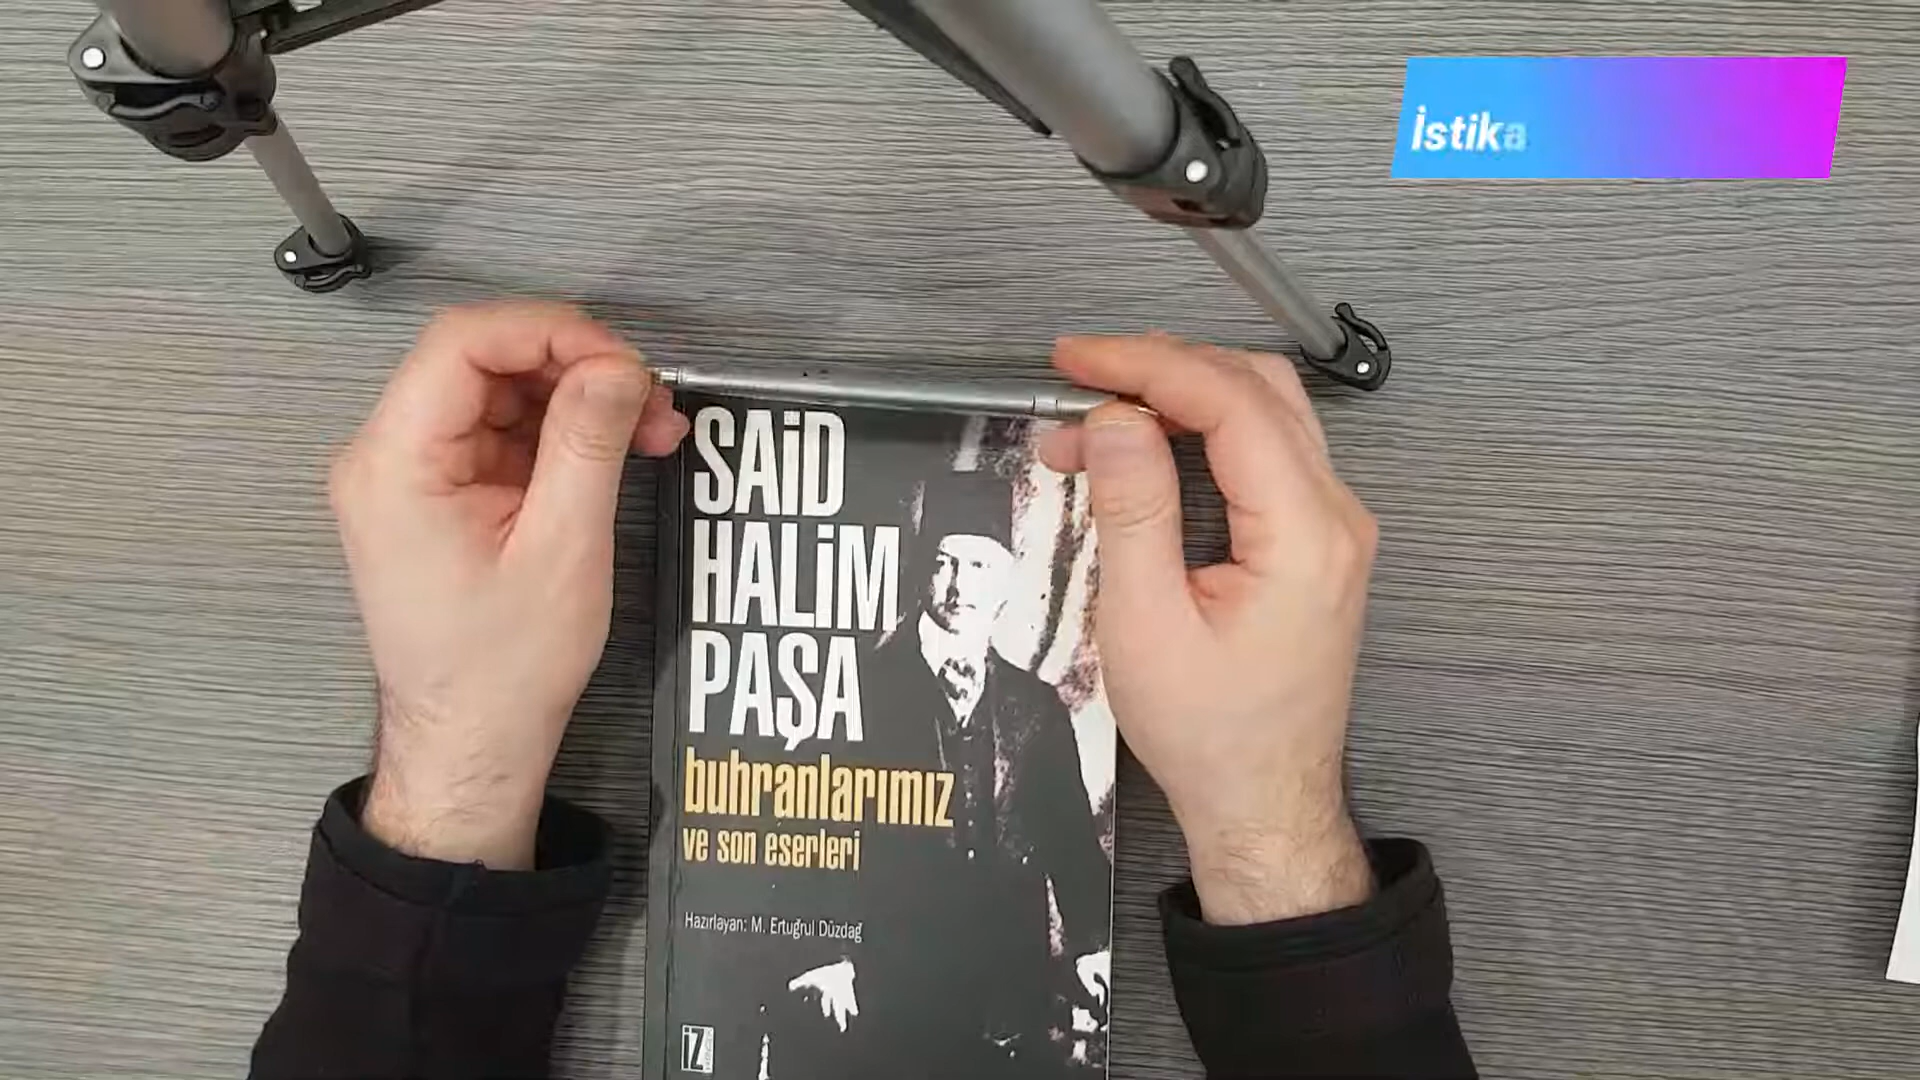 İstika
SAİD
HALİM
PAŞA
buhranlarımız
ve son eserleri
Hazırlayan: M. Ertuğrul Düzdağ
İZ